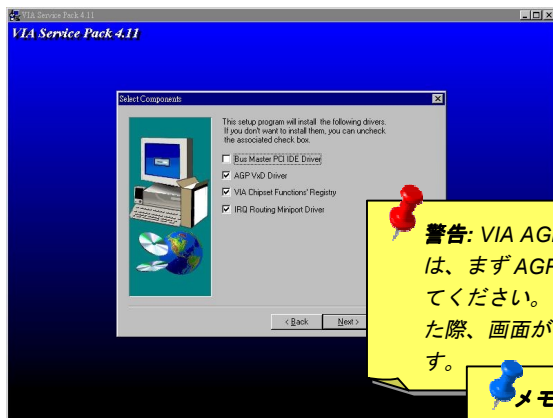 VIA Service Pack 4.11
VIA Service Pack 4.11
Select Components
This setup program will install the following drivers.
If you don't want to install them, you can uncheck
the associated check box.
Bus Master PCI IDE Driver
AGP VxD Driver
VIA Chipset Functions' Registry
IRQ Routing Miniport Driver
< Back Next >
警告: VIA AG
は、まず AGP
てください。
た際、画面が
す。
メモ